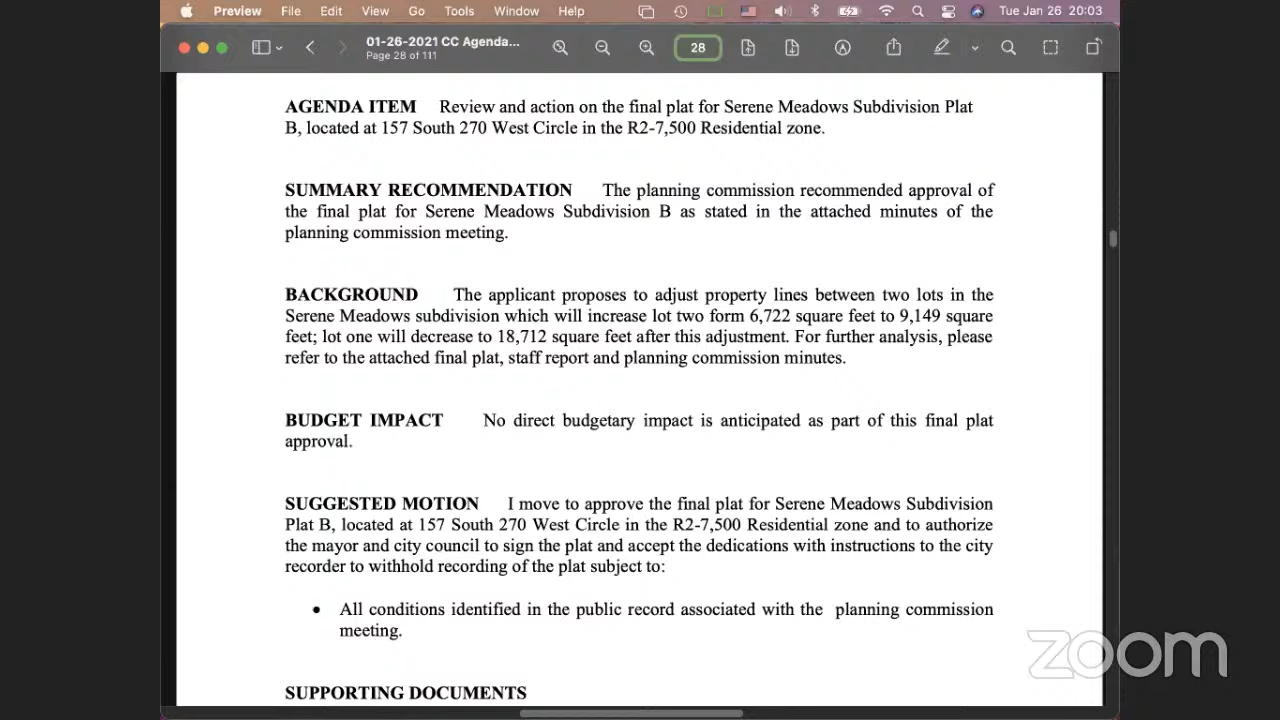 Preview File Edit View Go Tools Window Help Tue Jan 26 20:03
01-26-2021 CC Agenda...
Page 28 of 111
28
AGENDA ITEM Review and action on the final plat for Serene Meadows Subdivision Plat
B, located at 157 South 270 West Circle in the R2-7,500 Residential zone.
SUMMARY RECOMMENDATION The planning commission recommended approval of
the final plat for Serene Meadows Subdivision B as stated in the attached minutes of the
planning commission meeting.
BACKGROUND The applicant proposes to adjust property lines between two lots in the
Serene Meadows subdivision which will increase lot two form 6,722 square feet to 9,149 square
feet; lot one will decrease to 18,712 square feet after this adjustment. For further analysis, please
refer to the attached final plat, staff report and planning commission minutes.
BUDGET IMPACT No direct budgetary impact is anticipated as part of this final plat
approval.
SUGGESTED MOTION I move to approve the final plat for Serene Meadows Subdivision
Plat B, located at 157 South 270 West Circle in the R2-7,500 Residential zone and to authorize
the mayor and city council to sign the plat and accept the dedications with instructions to the city
recorder to withhold recording of the plat subject to:
• All conditions identified in the public record associated with the planning commission
meeting.
zoom
SUPPORTING DOCUMENTS